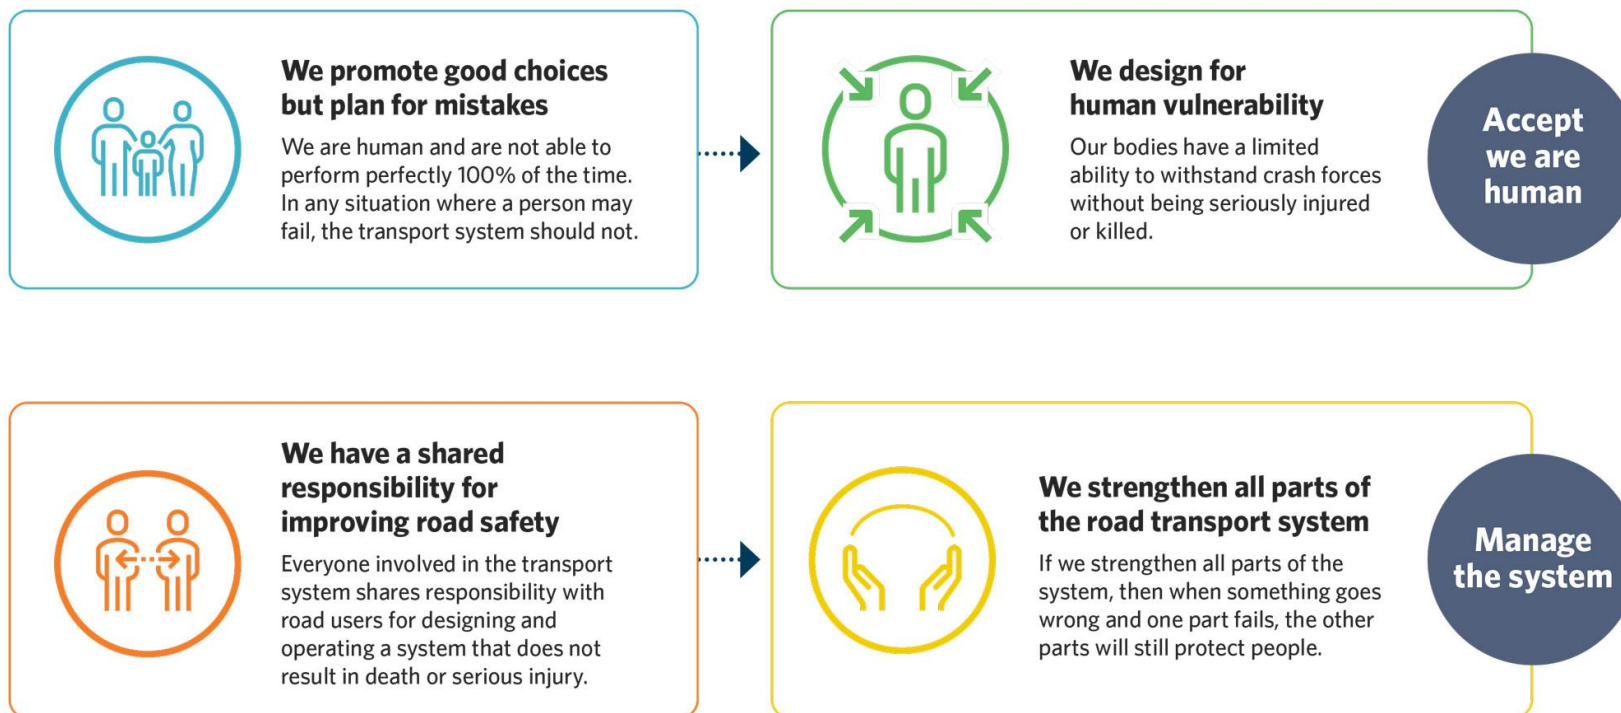 We promote good choices
but plan for mistakes
We are human and are not able to
perform perfectly 100% of the time.
In any situation where a person may
fail, the transport system should not.
We design for
human vulnerability
Our bodies have a limited
ability to withstand crash forces
without being seriously injured
or killed.
Accept
we are
human
We have a shared
responsibility for
improving road safety
Everyone involved in the transport
system shares responsibility with
road users for designing and
operating a system that does not
result in death or serious injury.
We strengthen all parts of
the road transport system
If we strengthen all parts of the
system, then when something goes
wrong and one part fails, the other
parts will still protect people.
Manage
the system